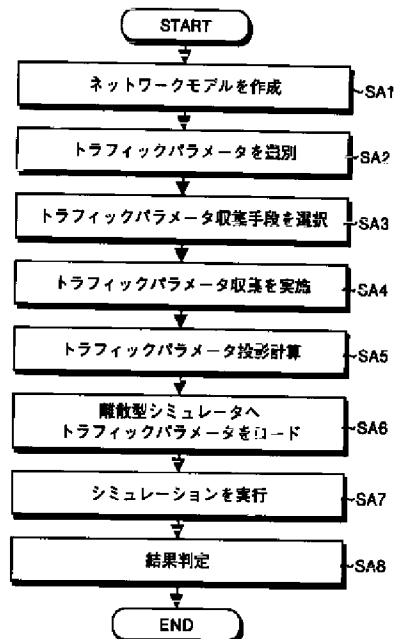 START
ネットワークモデルを作成
SA1
トラフィックパラメータを識別
SA2
トラフィックパラメータ収集手段を選択
SA3
トラフィックパラメータ収集を実施
SA4
トラフィックパラメータ投影計算
SA5
離散型シミュレータへ
トラフィックパラメータをロード
SA6
シミュレーションを実行
SA7
結果判定
SA8
END